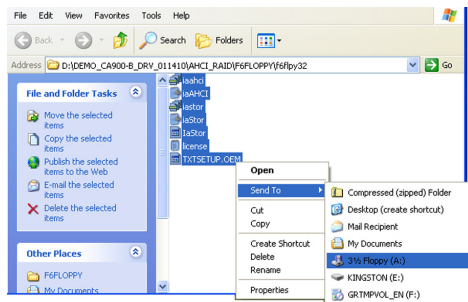 File Edit View Favorites Tools Help
Back Search Folders
Address D:\DEMO_CA900-B_DRV_011410\AHCI_RAID\F6FLOPPY\f6flpy32 Go
File and Folder Tasks
Move the selected
items
Copy the selected
items
Publish the selected
items to the Web
E-mail the selected
items
Delete the selected
items
Other Places
F6FLOPPY
My Documents
iaahci
iaAHCI
iastor
iaStor
IaStor
license
TXTSETUP.OEM
Open
Send To
Cut
Copy
Create Shortcut
Delete
Rename
Properties
Compressed (zipped) Folder
Desktop (create shortcut)
Mail Recipient
My Documents
3½ Floppy (A:)
KINGSTON (E:)
GRTMPVOL_EN (F:)